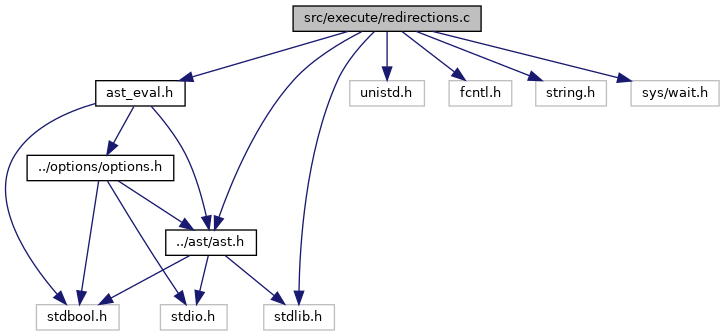 src/execute/redirections.c
ast_eval.h
unistd.h
fcntl.h
string.h
sys/wait.h
../options/options.h
../ast/ast.h
stdbool.h
stdio.h
stdlib.h